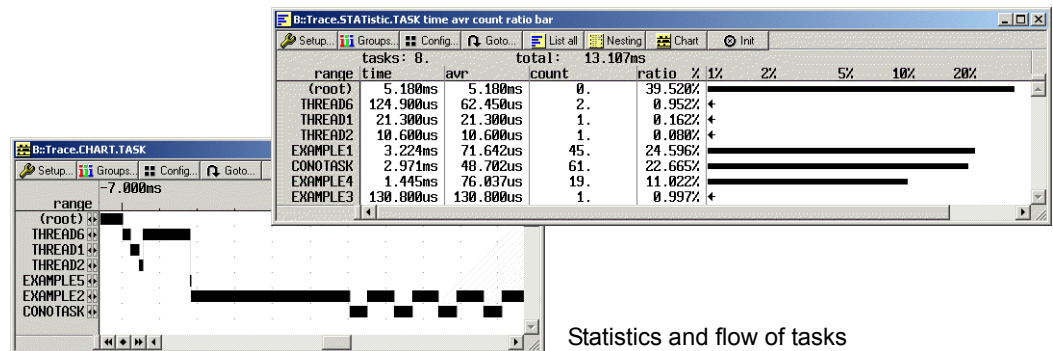 B::Trace.STATistic.TASK time avr count ratio bar
Setup... Groups... Config... Goto... List all Nesting Chart Init
tasks: 8. total: 13.107ms
range time avr count ratio % 1% 2% 5% 10% 20%
(root) 5.180ms 5.180ms 0. 39.520%
THREAD6 124.900us 62.450us 2. 0.952%
THREAD1 21.300us 21.300us 1. 0.162%
THREAD2 10.600us 10.600us 1. 0.080%
EXAMPLE1 3.224ms 71.642us 45. 24.596%
CONOTASK 2.971ms 48.702us 61. 22.665%
EXAMPLE4 1.445ms 76.037us 19. 11.022%
EXAMPLE3 130.800us 130.800us 1. 0.997%
B::Trace.CHART.TASK
Setup... Groups... Config... Goto...
-7.000ms
range
(root)
THREAD6
THREAD1
THREAD2
EXAMPLE5
EXAMPLE2
CONOTASK
Statistics and flow of tasks